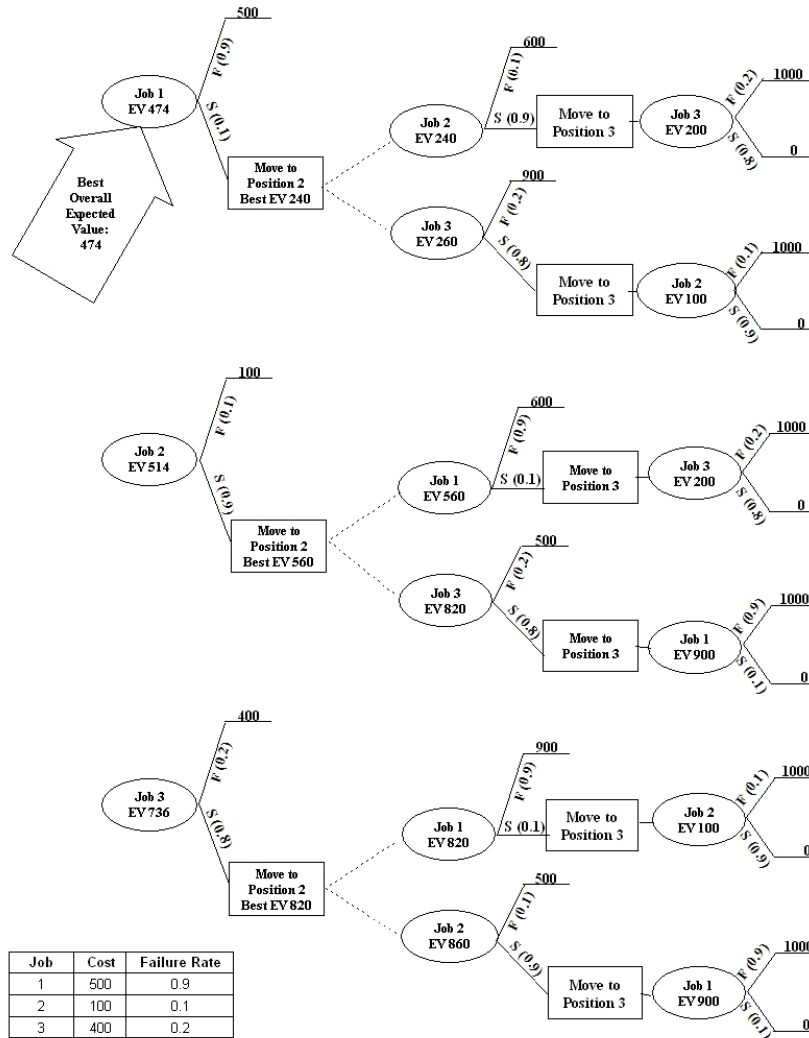 500
F (0.9)
Job 1
EV 474
S (0.1)
Move to
Position 2
Best EV 240
Best
Overall
Expected
Value:
474
600
F (0.1)
Job 2
EV 240
S (0.9)
Move to
Position 3
Job 3
EV 200
F (0.2)
1000
S (0.8)
0
900
F (0.2)
Job 3
EV 260
S (0.8)
Move to
Position 3
Job 2
EV 100
F (0.1)
1000
S (0.9)
0
100
F (0.1)
Job 2
EV 514
S (0.9)
Move to
Position 2
Best EV 560
600
F (0.9)
Job 1
EV 560
S (0.1)
Move to
Position 3
Job 3
EV 200
F (0.2)
1000
S (0.8)
0
500
F (0.2)
Job 3
EV 820
S (0.8)
Move to
Position 3
Job 1
EV 900
F (0.9)
1000
S (0.1)
0
400
F (0.2)
Job 3
EV 736
S (0.8)
Move to
Position 2
Best EV 820
900
F (0.9)
Job 1
EV 820
S (0.1)
Move to
Position 3
Job 2
EV 100
F (0.1)
1000
S (0.9)
0
500
F (0.1)
Job 2
EV 860
S (0.9)
Move to
Position 3
Job 1
EV 900
F (0.9)
1000
S (0.1)
0
Job Cost Failure Rate
1 500 0.9
2 100 0.1
3 400 0.2